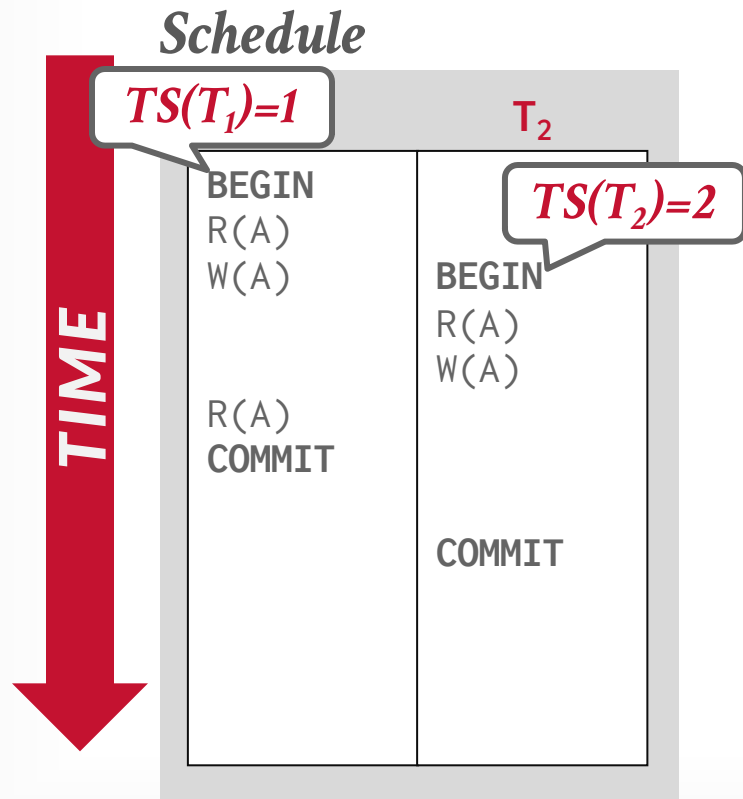 Schedule
TS(T₁)=1
T₂
BEGIN
TS(T₂)=2
R(A)
W(A)
BEGIN
R(A)
W(A)
R(A)
COMMIT
COMMIT
TIME